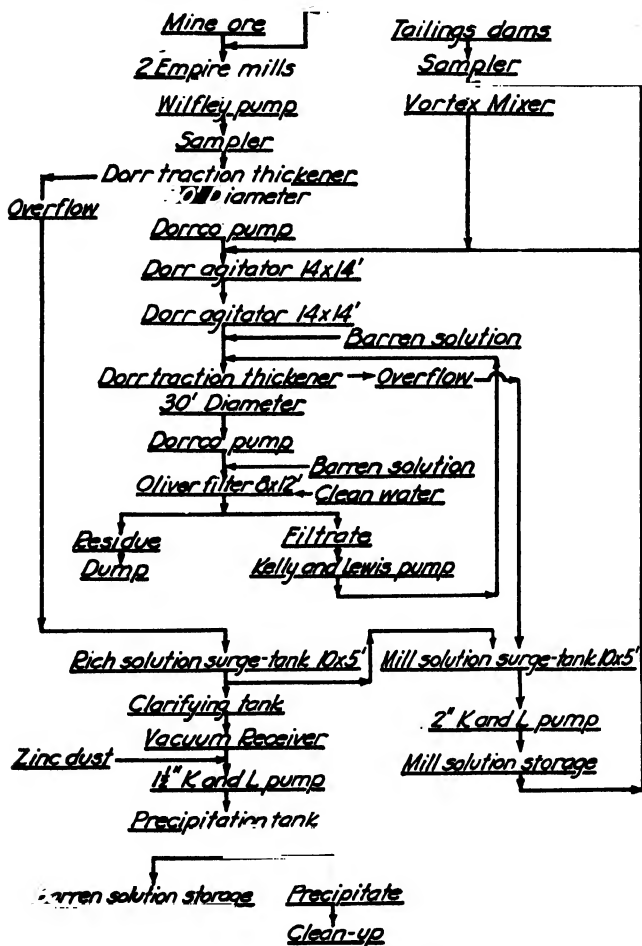 Mine ore
Tailings dams
2 Empire mills
Sampler
Wilfley pump
Vortex Mixer
Sampler
Dorr traction thickener
Diameter
Overflow
Dorrco pump
Dorr agitator 14x14'
Dorr agitator 14x14'
Barren solution
Dorr traction thickener
Overflow
30' Diameter
Dorrco pump
Barren solution
Oliver filter 8x12'
Clean water
Residue
Filtrate
Dump
Kelly and Lewis pump
Rich solution surge-tank 10x5'
Mill solution surge-tank 10x5'
Clarifying tank
2" K and L pump
Vacuum Receiver
Zinc dust
Mill solution storage
1½" K and L pump
Precipitation tank
solution storage
Precipitate
Clean-up